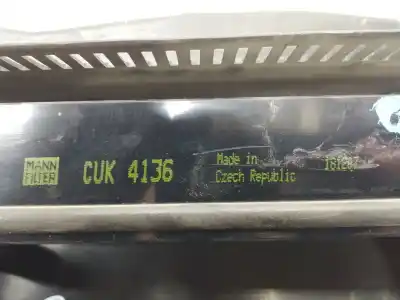 MANN
FILTER
CUK 4136
Made in
Czech Republic